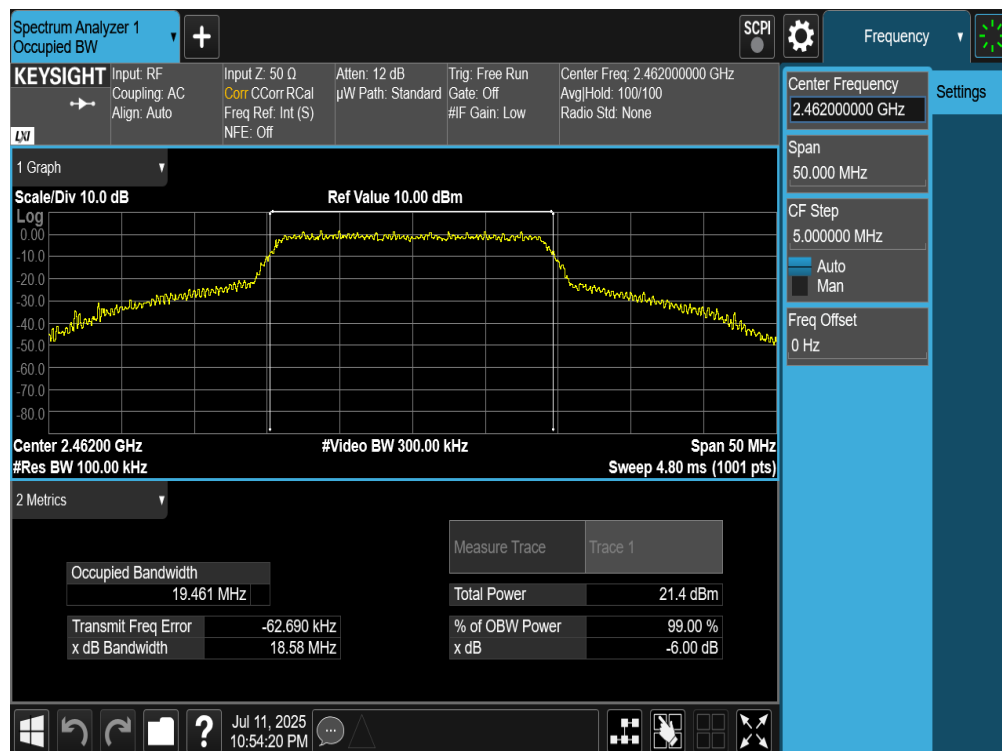 Spectrum Analyzer 1
Occupied BW
+
SCPI
Frequency
KEYSIGHT
LXI
Input: RF
Coupling: AC
Align: Auto
Input Z: 50 Ω
Corr CCorr RCal
Freq Ref: Int (S)
NFE: Off
Atten: 12 dB
µW Path: Standard
Trig: Free Run
Gate: Off
#IF Gain: Low
Center Freq: 2.462000000 GHz
Avg|Hold: 100/100
Radio Std: None
Center Frequency
2.462000000 GHz
Settings
Span
50.000 MHz
CF Step
5.000000 MHz
Auto
Man
Freq Offset
0 Hz
1 Graph
Scale/Div 10.0 dB
Ref Value 10.00 dBm
Log
0.00
-10.0
-20.0
-30.0
-40.0
-50.0
-60.0
-70.0
-80.0
Center 2.46200 GHz
#Video BW 300.00 kHz
Span 50 MHz
#Res BW 100.00 kHz
Sweep 4.80 ms (1001 pts)
2 Metrics
Measure Trace
Trace 1
Occupied Bandwidth
19.461 MHz
Total Power
21.4 dBm
Transmit Freq Error
-62.690 kHz
% of OBW Power
99.00 %
x dB Bandwidth
18.58 MHz
x dB
-6.00 dB
?
Jul 11, 2025
10:54:20 PM